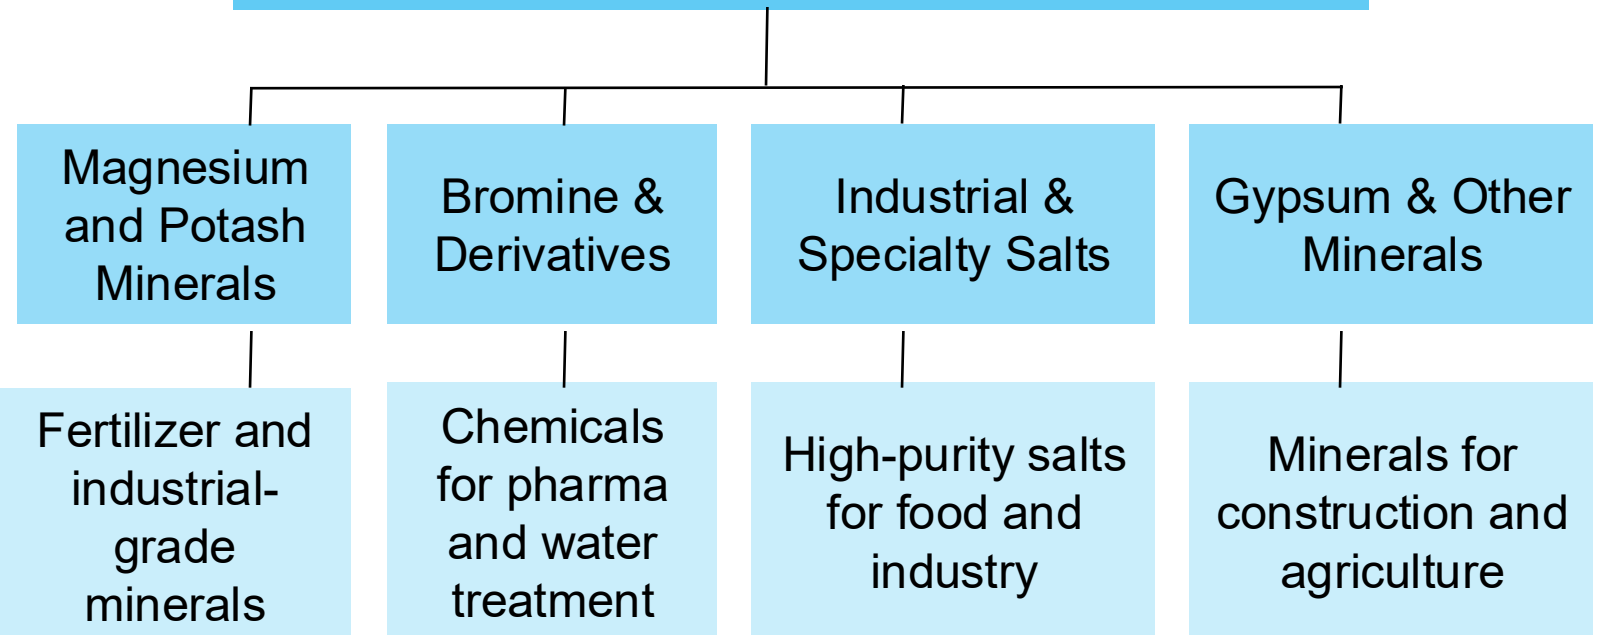 Magnesium
and Potash
Minerals
Bromine &
Derivatives
Industrial &
Specialty Salts
Gypsum & Other
Minerals
Fertilizer and
industrial-
grade
minerals
Chemicals
for pharma
and water
treatment
High-purity salts
for food and
industry
Minerals for
construction and
agriculture